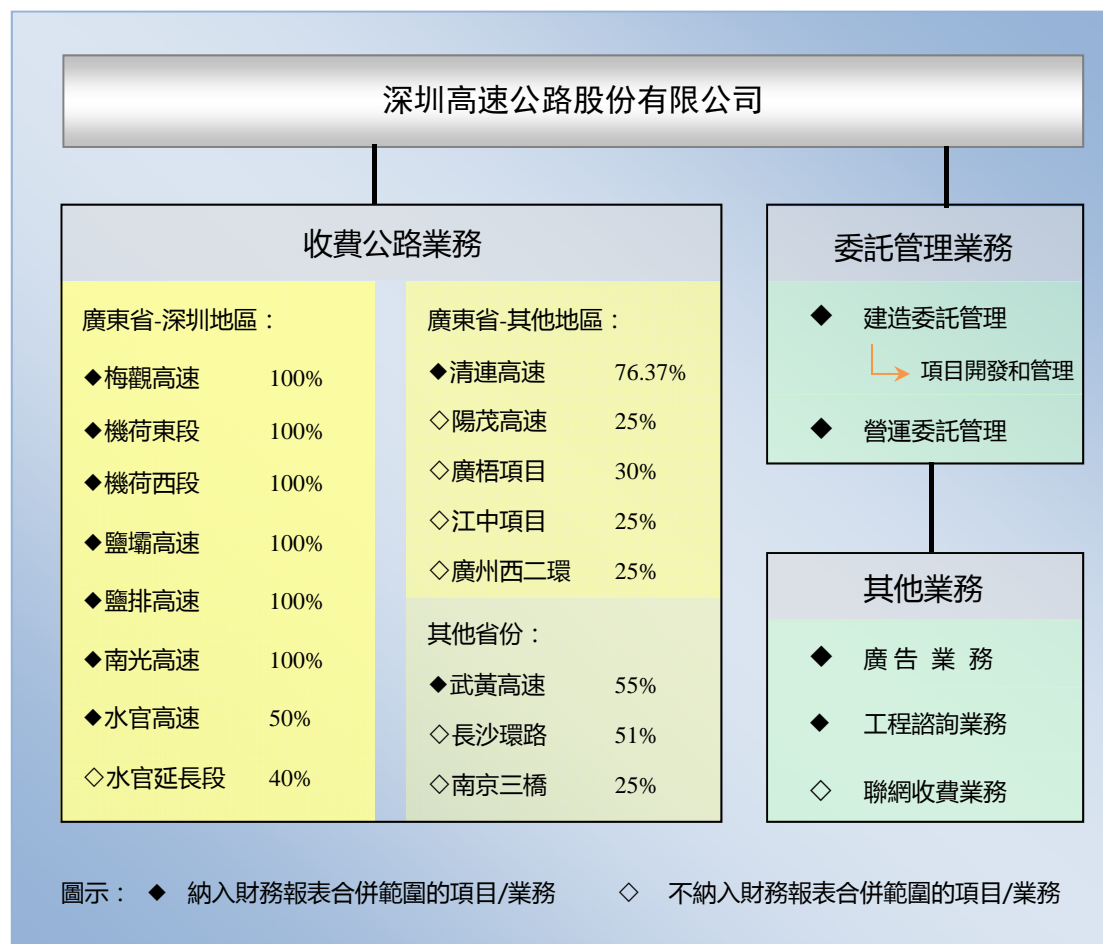 深圳高速公路股份有限公司
收費公路業務
廣東省-深圳地區：
◆梅觀高速 100%
◆機荷東段 100%
◆機荷西段 100%
◆鹽壩高速 100%
◆鹽排高速 100%
◆南光高速 100%
◆水官高速 50%
◇水官延長段 40%
廣東省-其他地區：
◆清連高速 76.37%
◇陽茂高速 25%
◇廣梧項目 30%
◇江中項目 25%
◇廣州西二環 25%
其他省份：
◆武黃高速 55%
◇長沙環路 51%
◇南京三橋 25%
委託管理業務
◆ 建造委託管理
項目開發和管理
◆ 營運委託管理
其他業務
◆ 廣告 業 務
◆ 工程諮詢業務
◇ 聯網收費業務
圖示： ◆ 納入財務報表合併範圍的項目/業務 ◇ 不納入財務報表合併範圍的項目/業務